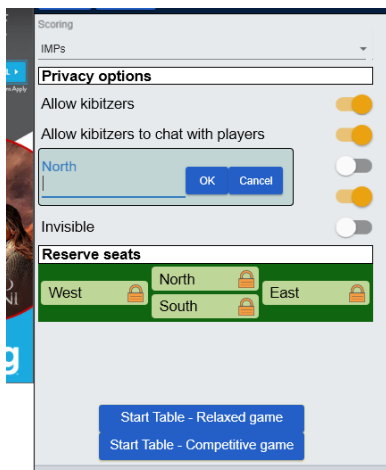 Scoring
IMPs
Privacy options
Allow kibitzers
Allow kibitzers to chat with players
North
OK Cancel
Invisible
Reserve seats
West North East
South
Start Table - Relaxed game
Start Table - Competitive game